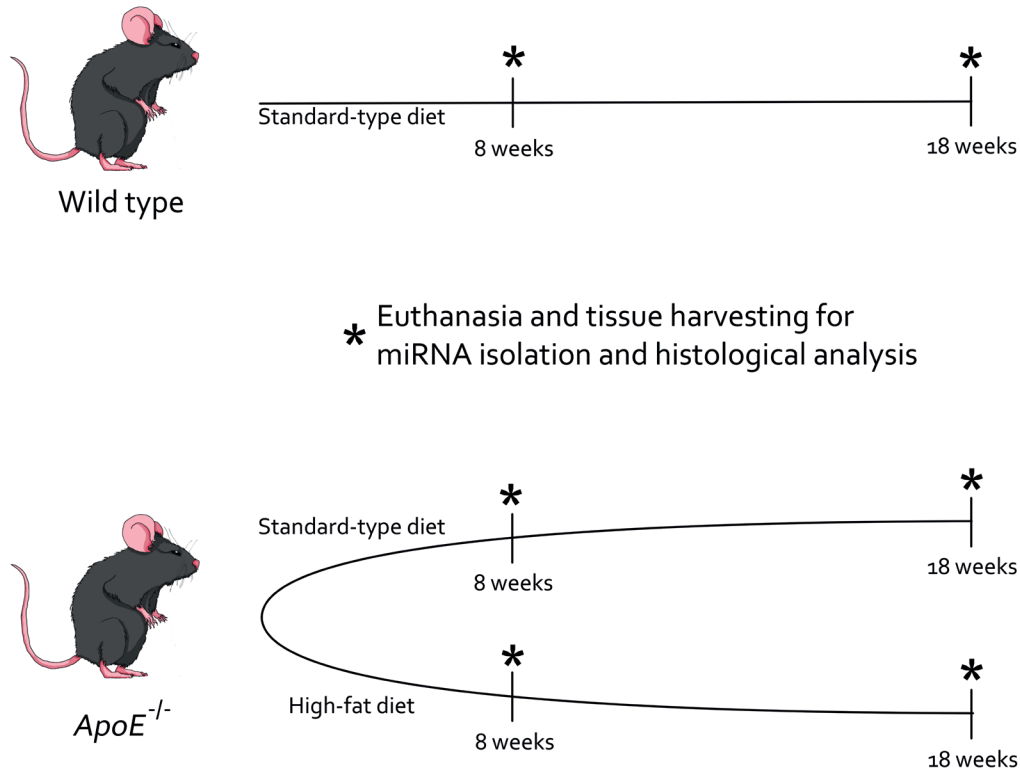 *
*
Standard-type diet
8 weeks
18 weeks
Wild type
* Euthanasia and tissue harvesting for
miRNA isolation and histological analysis
*
*
Standard-type diet
8 weeks
18 weeks
*
*
High-fat diet
ApoE-/-
8 weeks
18 weeks